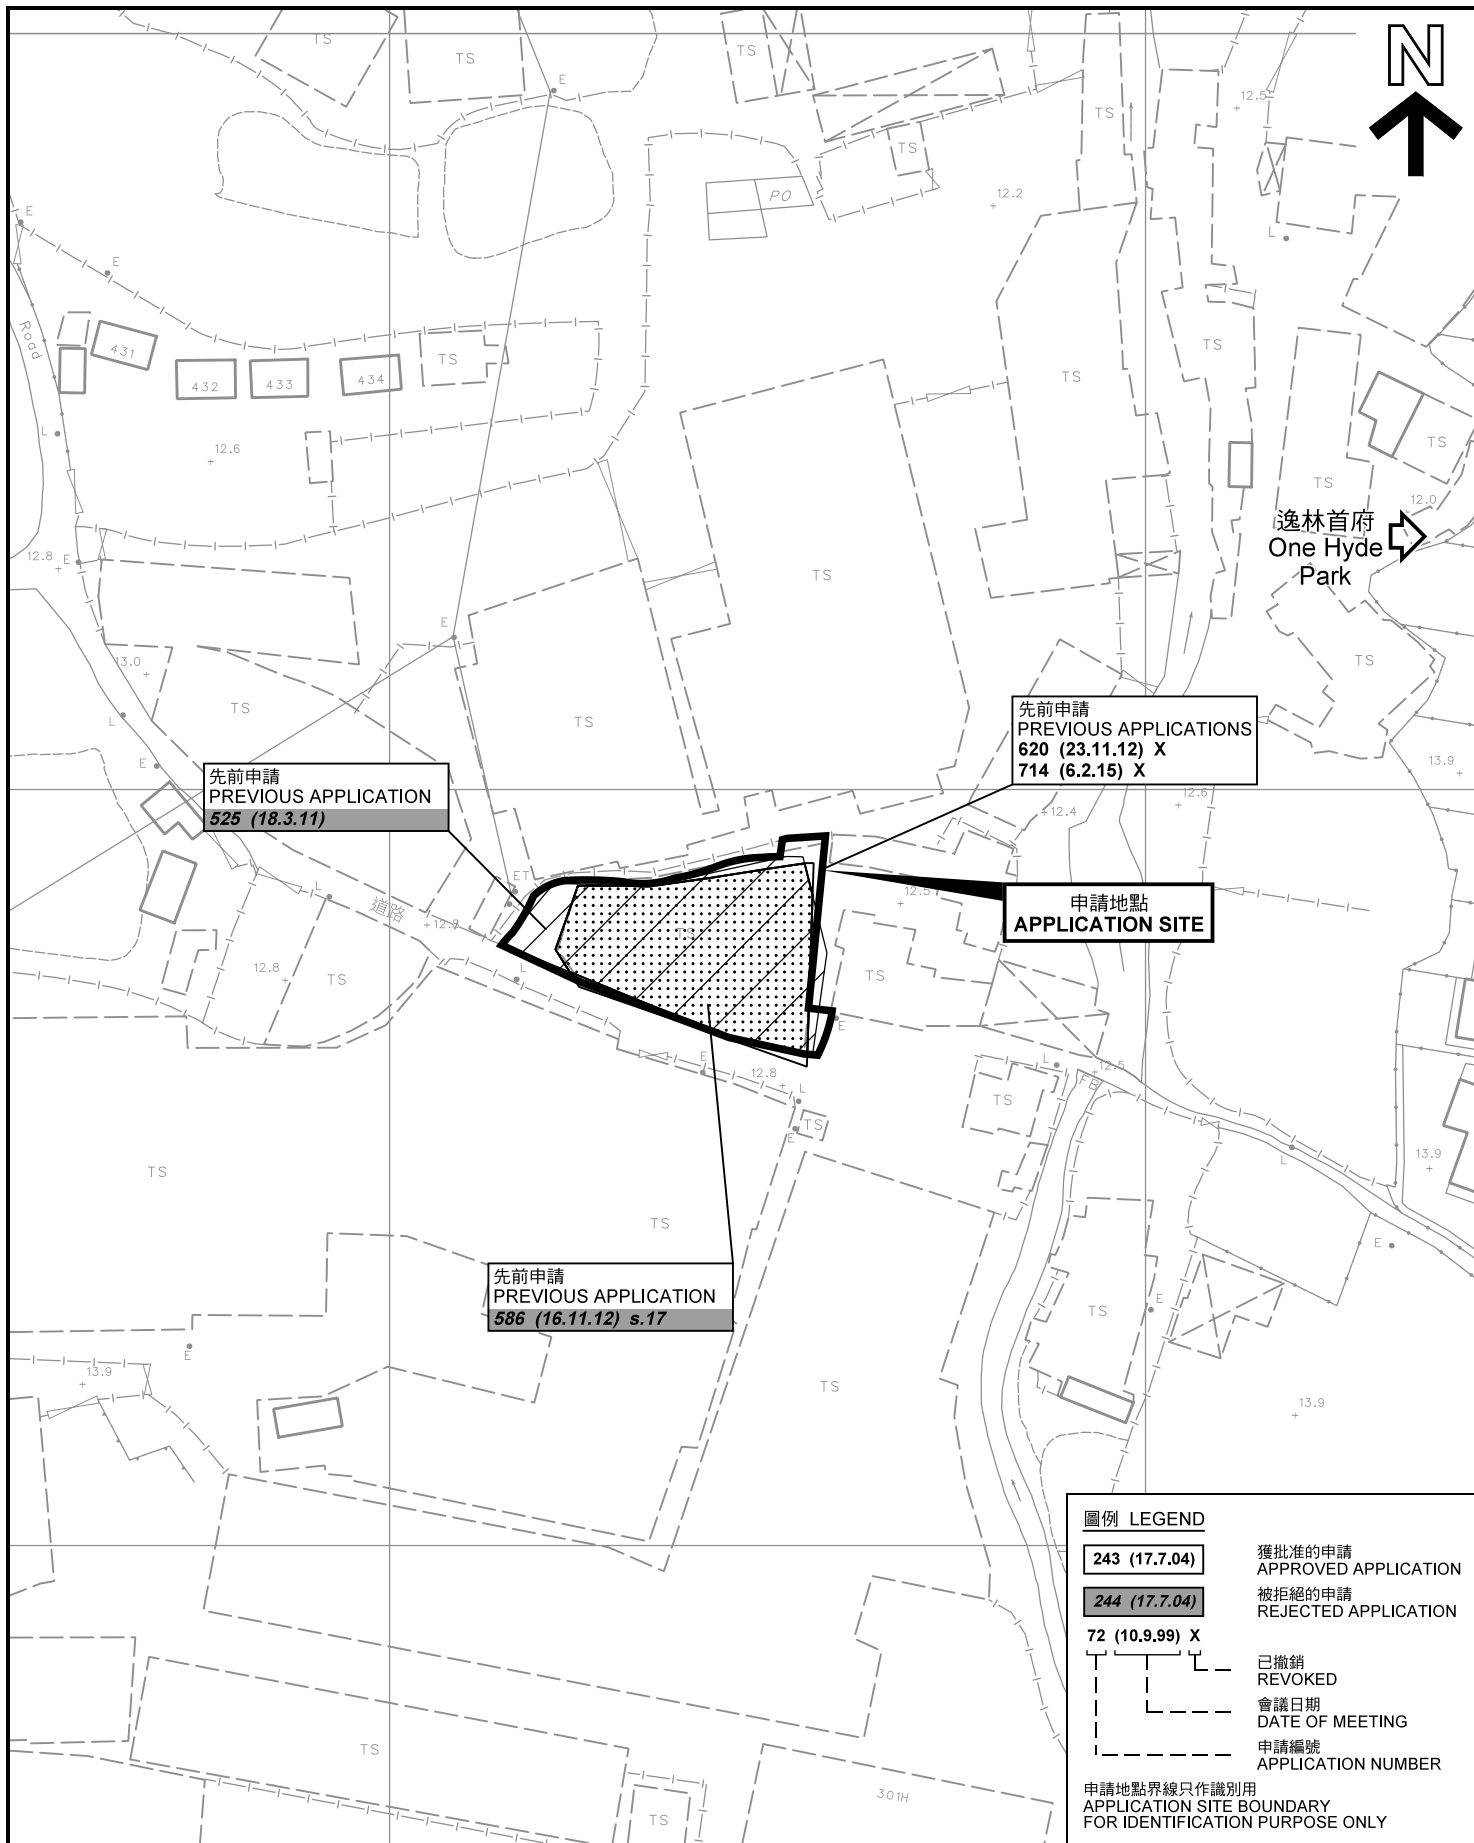 N
TS
TS
E
TS
TS
TS
12.5
PO
12.2
E
E
L
Road
431
432
433
434
TS
TS
TS
TS
L
12.6
TS
12.0
逸林首府
One Hyde
Park
12.8
E
TS
E
13.0
TS
TS
TS
L
先前申請
PREVIOUS APPLICATIONS
620 (23.11.12) X
714 (6.2.15) X
E
先前申請
PREVIOUS APPLICATION
525 (18.3.11)
13.9
12.6
12.4
ET
L
道路
12.8
12.5
申請地點
APPLICATION SITE
TS
12.8
TS
L
TS
E
E
12.8
L
L
12.5
FB
TS
TS
E
TS
L
13.9
TS
E
先前申請
PREVIOUS APPLICATION
586 (16.11.12) s.17
TS
E
E
13.9
TS
13.9
圖例 LEGEND
243 (17.7.04)
獲批准的申請
APPROVED APPLICATION
244 (17.7.04)
被拒絕的申請
REJECTED APPLICATION
72 (10.9.99) X
已撤銷
REVOKED
會議日期
DATE OF MEETING
申請編號
APPLICATION NUMBER
申請地點界線只作識別用
APPLICATION SITE BOUNDARY
FOR IDENTIFICATION PURPOSE ONLY
TS
301H
TS